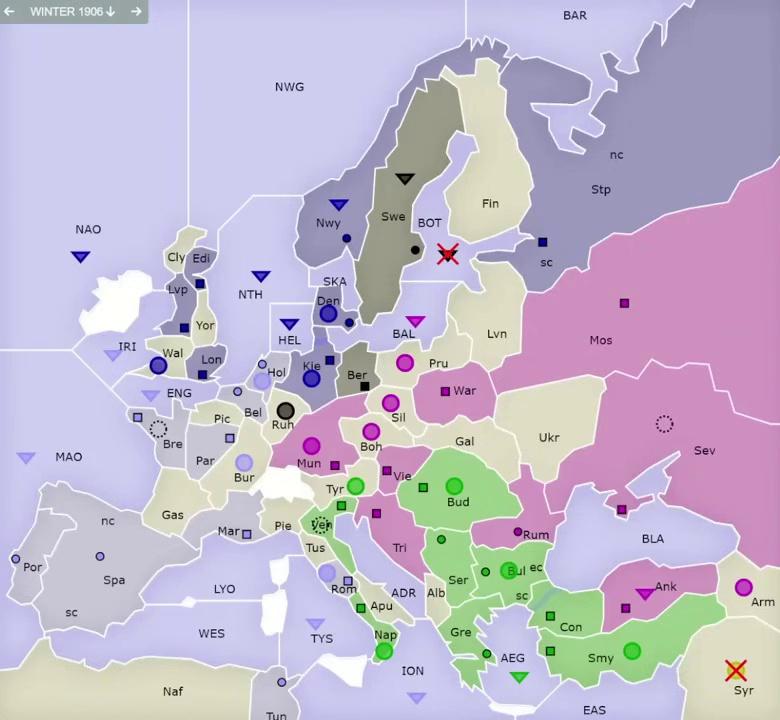 ← WINTER 1906↓ →
BAR
NWG
nc
Stp
NAO
Nwy
Swe
BOT
Fin
sc
Cly
Edi
SKA
Den
NTH
Lvp
Yor
HEL
BAL
Lvn
Mos
IRI
Wal
Lon
Hol
Kie
Ber
Pru
War
ENG
Bel
Sil
Pic
Ruh
Boh
Gal
Ukr
Bre
Par
Mun
Vie
Sev
MAO
Bur
Tyr
Bud
nc
Gas
Mar
Pie
Ven
Tri
Rum
BLA
Por
Spa
Tus
Ser
Bul
ec
sc
LYO
Rom
ADR
Alb
Ank
Arm
sc
WES
Apu
Con
TYS
Nap
Gre
AEG
Smy
Naf
ION
Syr
Tun
EAS